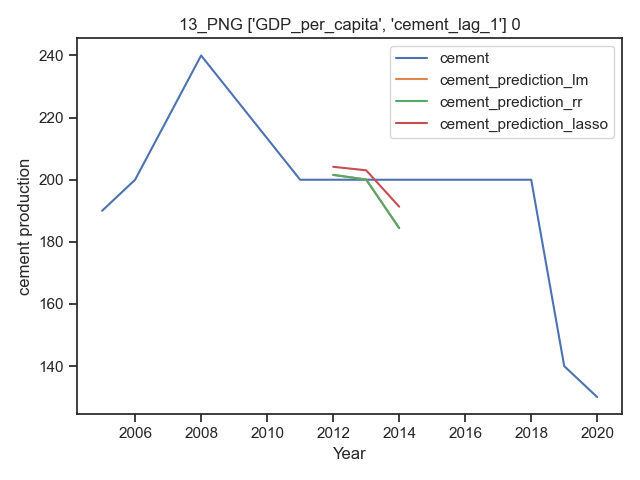 13_PNG ['GDP_per_capita', 'cement_lag_1'] 0
cement
cement_prediction_lm
cement_prediction_rr
cement_prediction_lasso
cement production
240
220
200
180
160
140
2006 2008 2010 2012 2014 2016 2018 2020
Year